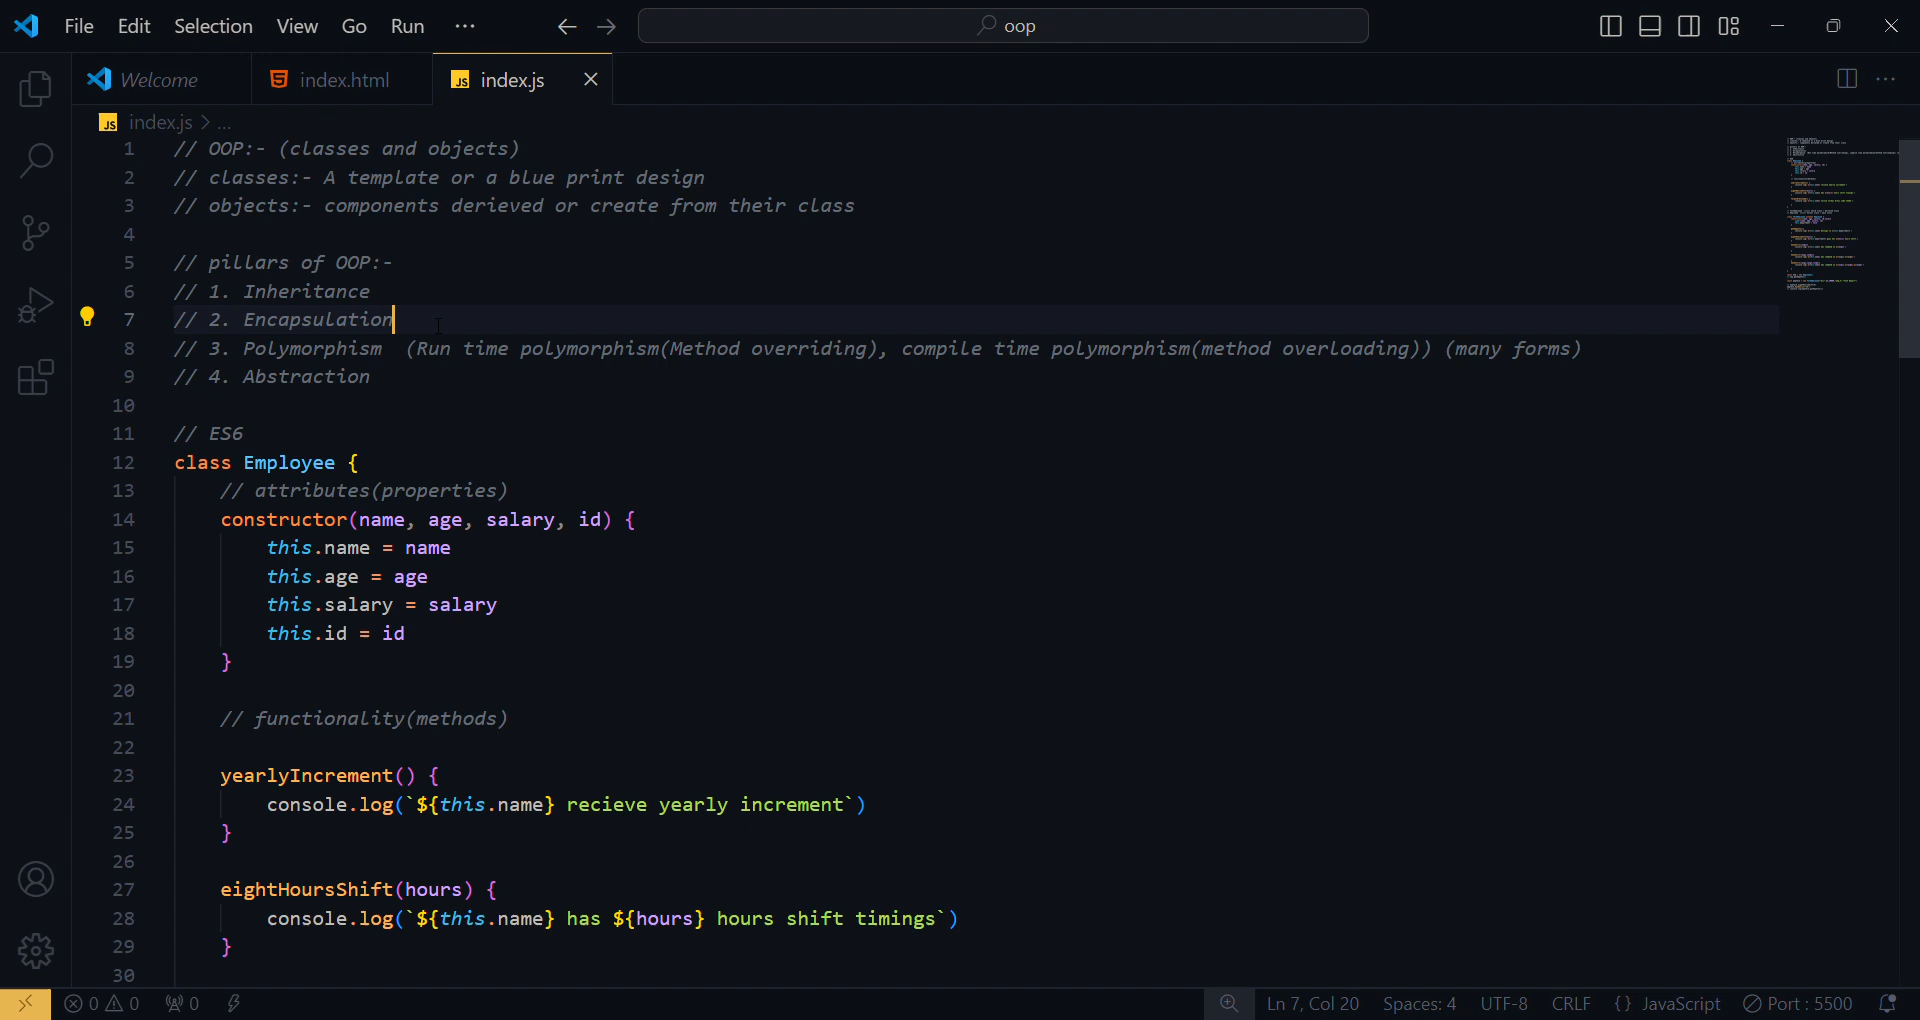 File Edit Selection View Go Run ··· oop
Welcome index.html index.js
index.js > ...
1 // OOP:- (classes and objects)
2 // classes:- A template or a blue print design
3 // objects:- components derieved or create from their class
4
5 // pillars of OOP:-
6 // 1. Inheritance
7 // 2. Encapsulation
8 // 3. Polymorphism (Run time polymorphism(Method overriding), compile time polymorphism(method overloading)) (many forms)
9 // 4. Abstraction
10
11 // ES6
12 class Employee {
13 // attributes(properties)
14 constructor(name, age, salary, id) {
15 this.name = name
16 this.age = age
17 this.salary = salary
18 this.id = id
19 }
20
21 // functionality(methods)
22
23 yearlyIncrement() {
24 console.log(`${this.name} recieve yearly increment`)
25 }
26
27 eightHoursShift(hours) {
28 console.log(`${this.name} has ${hours} hours shift timings`)
29 }
30
0 0 0 Ln 7, Col 20 Spaces: 4 UTF-8 CRLF {} JavaScript Port : 5500